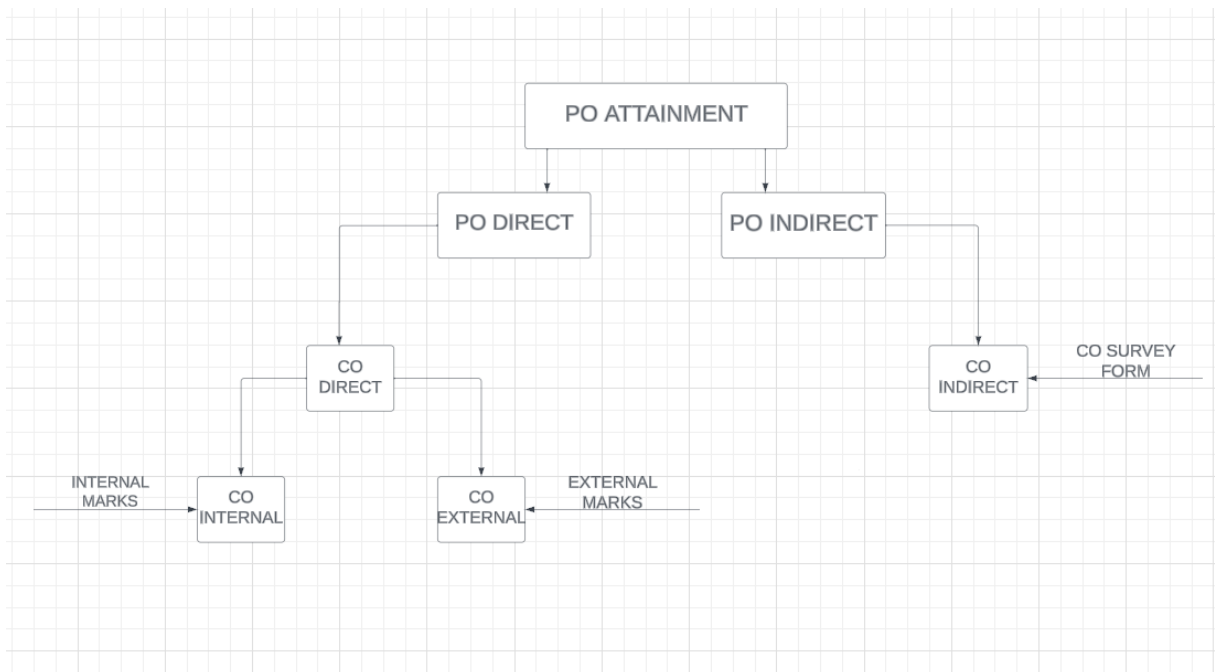 PO ATTAINMENT
PO DIRECT
PO INDIRECT
CO
DIRECT
CO
INDIRECT
CO SURVEY
FORM
INTERNAL
MARKS
CO
INTERNAL
CO
EXTERNAL
EXTERNAL
MARKS